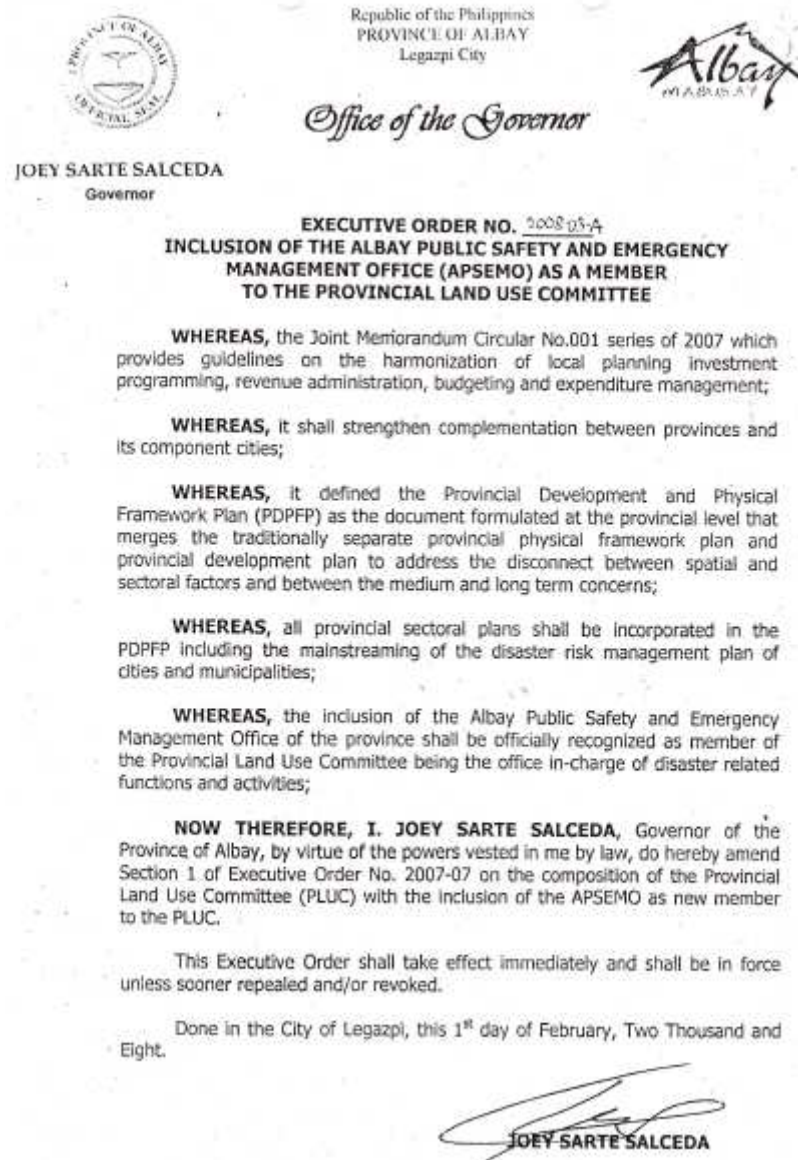 Republic of the Philippines
PROVINCE OF ALBAY
Legazpi City
PROVINCE OF ALBAY
OFFICIAL SEAL
Albay
MABUHAY
Office of the Governor
JOEY SARTE SALCEDA
Governor
EXECUTIVE ORDER NO. 2008-03-A
INCLUSION OF THE ALBAY PUBLIC SAFETY AND EMERGENCY
MANAGEMENT OFFICE (APSEMO) AS A MEMBER
TO THE PROVINCIAL LAND USE COMMITTEE
WHEREAS, the Joint Memorandum Circular No.001 series of 2007 which
provides guidelines on the harmonization of local planning investment
programming, revenue administration, budgeting and expenditure management;
WHEREAS, it shall strengthen complementation between provinces and
its component cities;
WHEREAS, it defined the Provincial Development and Physical
Framework Plan (PDPFP) as the document formulated at the provincial level that
merges the traditionally separate provincial physical framework plan and
provincial development plan to address the disconnect between spatial and
sectoral factors and between the medium and long term concerns;
WHEREAS, all provincial sectoral plans shall be incorporated in the
PDPFP including the mainstreaming of the disaster risk management plan of
cities and municipalities;
WHEREAS, the inclusion of the Albay Public Safety and Emergency
Management Office of the province shall be officially recognized as member of
the Provincial Land Use Committee being the office in-charge of disaster related
functions and activities;
NOW THEREFORE, I. JOEY SARTE SALCEDA, Governor of the
Province of Albay, by virtue of the powers vested in me by law, do hereby amend
Section 1 of Executive Order No. 2007-07 on the composition of the Provincial
Land Use Committee (PLUC) with the inclusion of the APSEMO as new member
to the PLUC.
This Executive Order shall take effect immediately and shall be in force
unless sooner repealed and/or revoked.
Done in the City of Legazpi, this 1st day of February, Two Thousand and
Eight.
JOEY SARTE SALCEDA